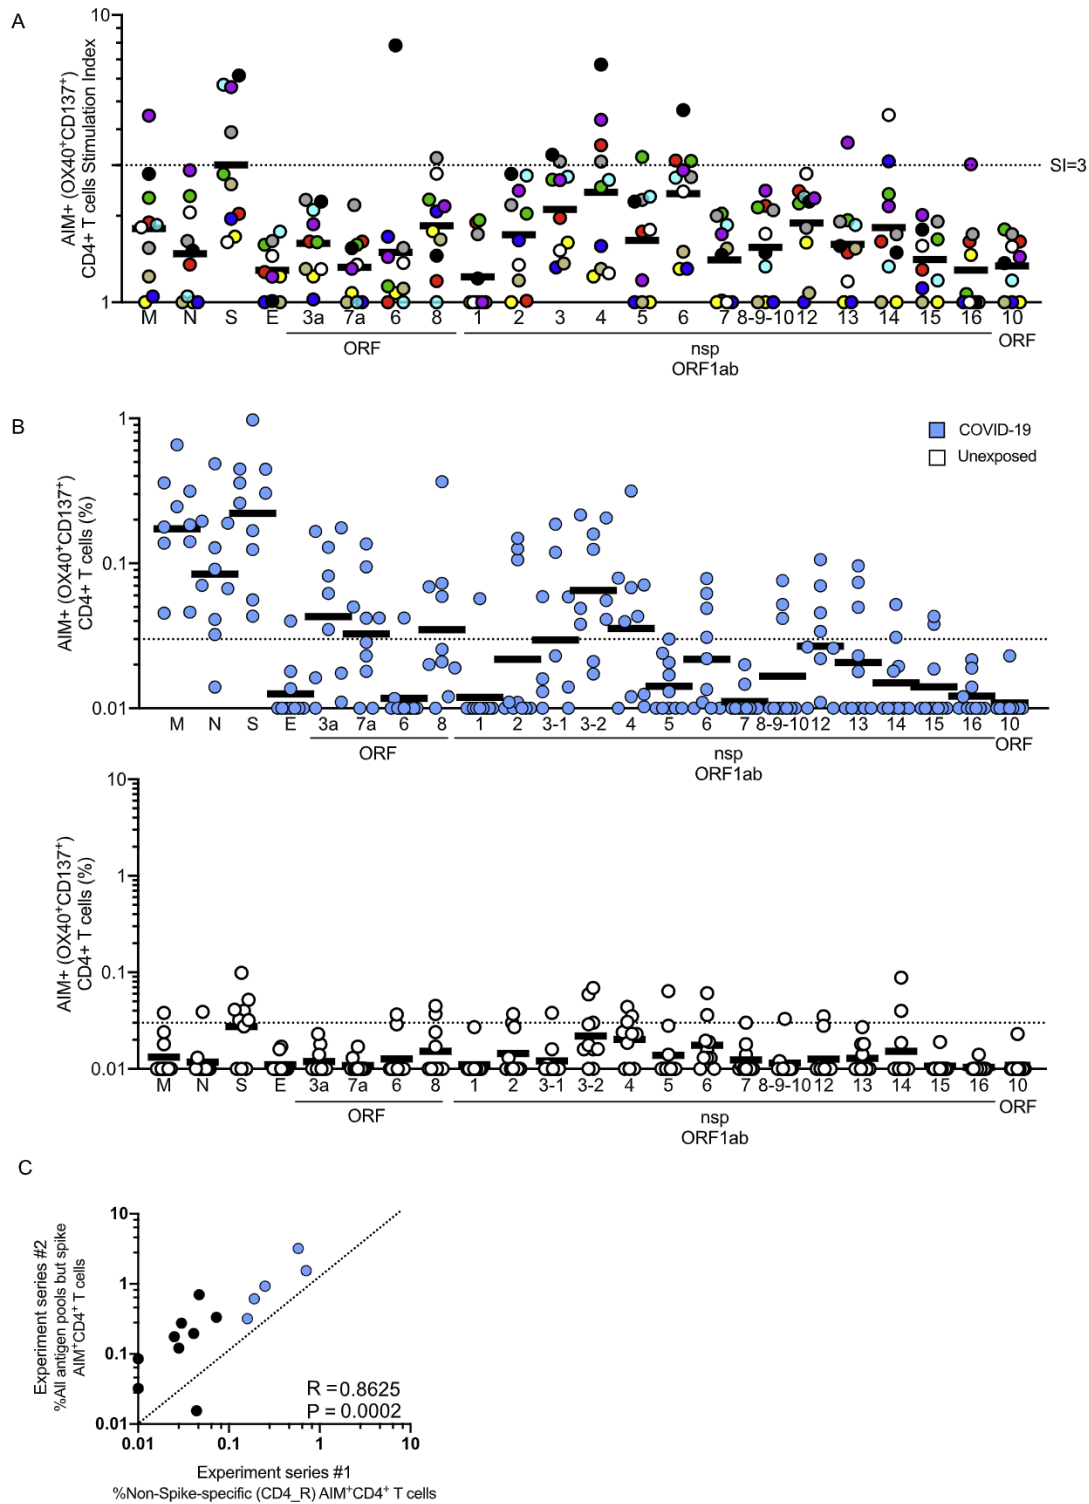 A
AIM+ (OX40+CD137+)
CD4+ T cells Stimulation Index
10
1
SI=3
M N S E 3a 7a 6 8 1 2 3 4 5 6 7 8-9-10 12 13 14 15 16 10
ORF nsp ORF
ORF1ab
B
AIM+ (OX40+CD137+)
CD4+ T cells (%)
1
0.1
0.01
COVID-19
Unexposed
M N S E 3a 7a 6 8 1 2 3-1 3-2 4 5 6 7 8-9-10 12 13 14 15 16 10
ORF nsp ORF
ORF1ab
AIM+ (OX40+CD137+)
CD4+ T cells (%)
10
1
0.1
0.01
M N S E 3a 7a 6 8 1 2 3-1 3-2 4 5 6 7 8-9-10 12 13 14 15 16 10
ORF nsp ORF
ORF1ab
C
Experiment series #2
%All antigen pools but spike
AIM+CD4+ T cells
10
1
0.1
0.01
R = 0.8625
P = 0.0002
0.01 0.1 1 10
Experiment series #1
%Non-Spike-specific (CD4_R) AIM+CD4+ T cells